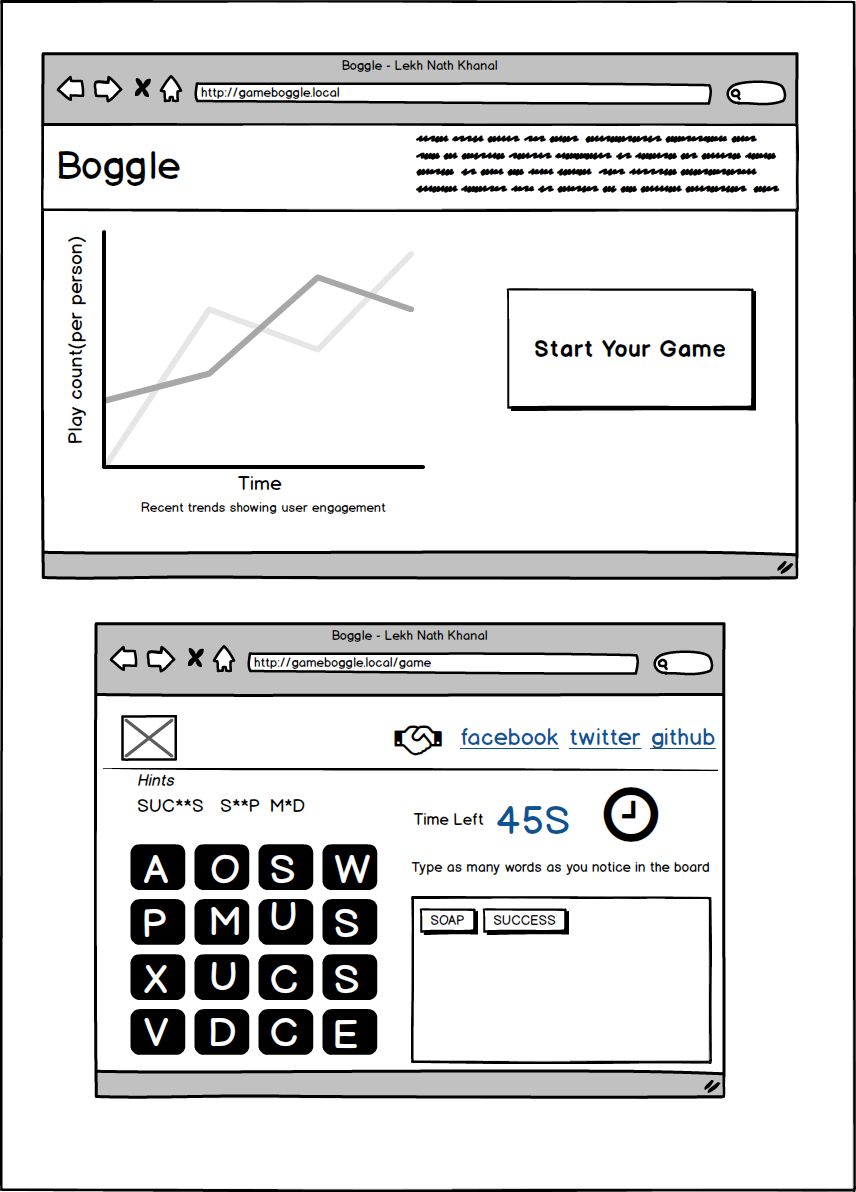 Boggle - Lekh Nath Khanal
http://gameboggle.local
Boggle
Play count(per person)
Time
Recent trends showing user engagement
Start Your Game
Boggle - Lekh Nath Khanal
http://gameboggle.local/game
facebook twitter github
Hints
SUC**S S**P M*D
Time Left 45S
Type as many words as you notice in the board
A O S W
P M U S
X U C S
V D C E
SOAP SUCCESS